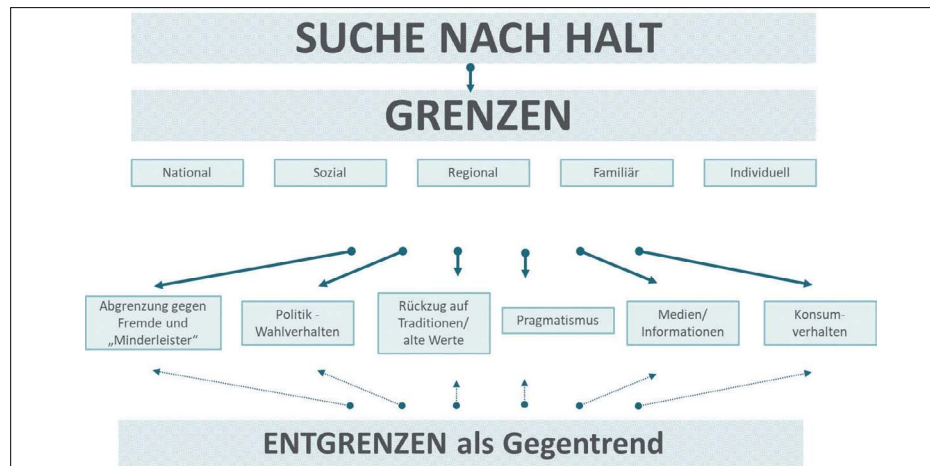 SUCHE NACH HALT
GRENZEN
National
Sozial
Regional
Familiär
Individuell
Abgrenzung gegen
Fremde und
„Minderleister“
Politik -
Wahlverhalten
Rückzug auf
Traditionen/
alte Werte
Pragmatismus
Medien/
Informationen
Konsum-
verhalten
ENTGRENZEN als Gegentrend